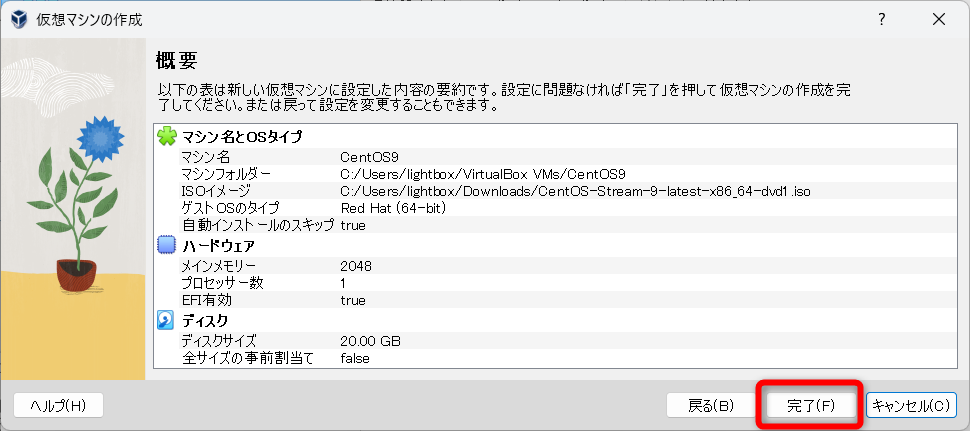 仮想マシンの作成
?
概要
以下の表は新しい仮想マシンに設定した内容の要約です。設定に問題なければ「完了」を押して仮想マシンの作成を完
了してください。または戻って設定を変更することもできます。
マシン名とOSタイプ
マシン名 CentOS9
マシンフォルダー C:/Users/lightbox/VirtualBox VMs/CentOS9
ISOイメージ C:/Users/lightbox/Downloads/CentOS-Stream-9-latest-x86_64-dvd1.iso
ゲストOSのタイプ Red Hat (64-bit)
自動インストールのスキップ true
ハードウェア
メインメモリー 2048
プロセッサー数 1
EFI有効 true
ディスク
ディスクサイズ 20.00 GB
全サイズの事前割当て false
ヘルプ(H) 戻る(B) 完了(F) キャンセル(C)